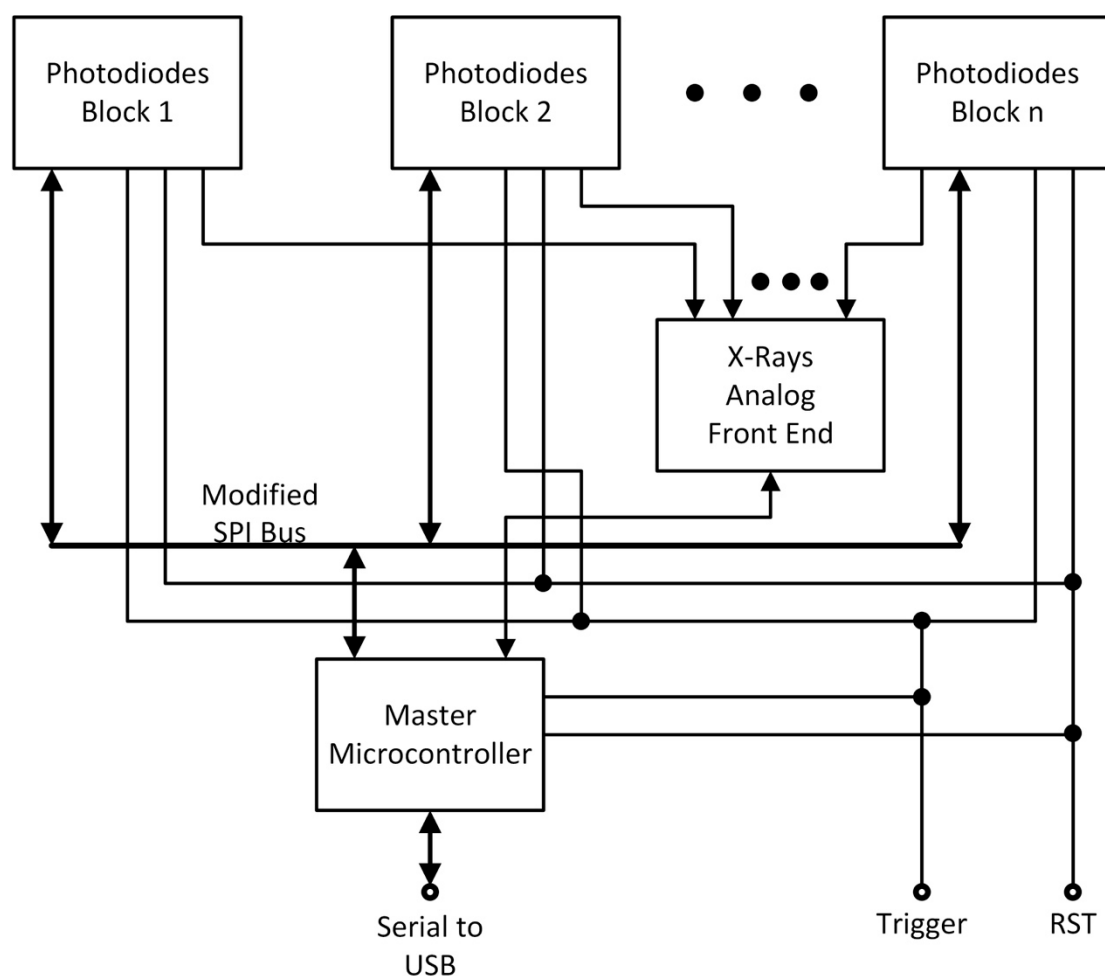 Photodiodes
Block 1
Photodiodes
Block 2
Photodiodes
Block n
X-Rays
Analog
Front End
Modified
SPI Bus
Master
Microcontroller
Serial to
USB
Trigger
RST